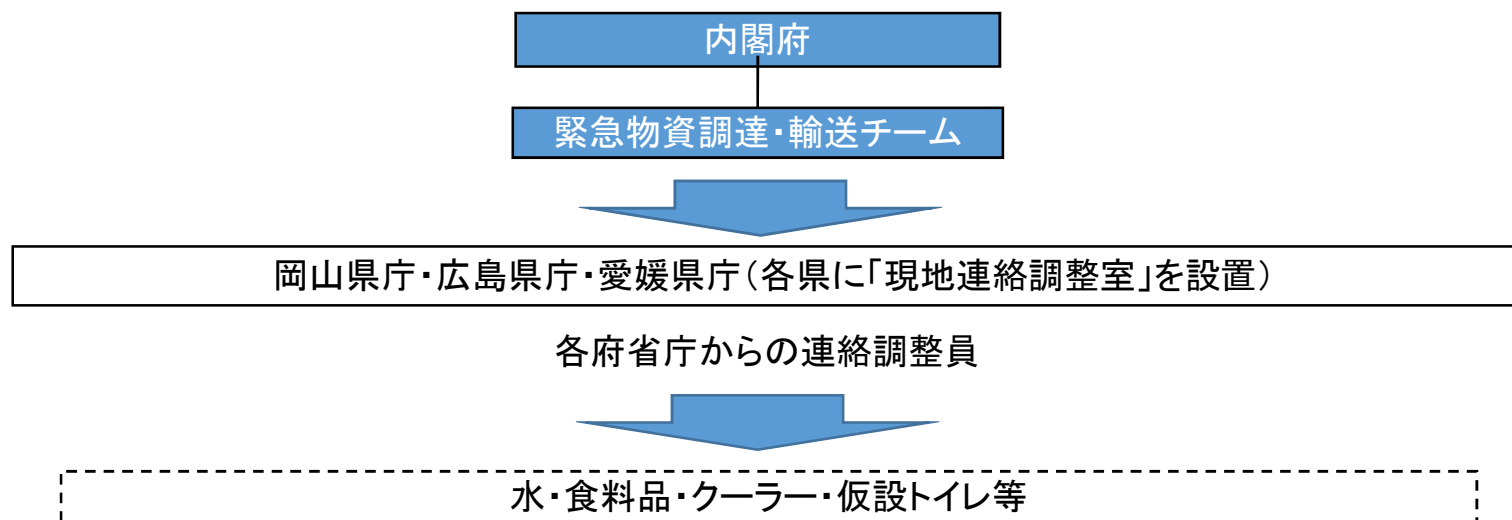 内閣府
緊急物資調達・輸送チーム
岡山県庁・広島県庁・愛媛県庁（各県に「現地連絡調整室」を設置）
各府省庁からの連絡調整員
水・食料品・クーラー・仮設トイレ等